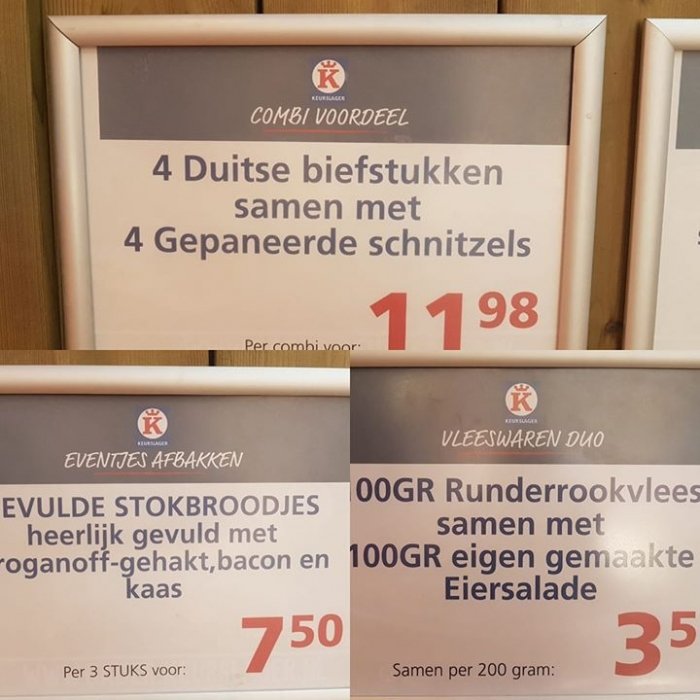 K
KEURSLAGER
COMBI VOORDEEL
4 Duitse biefstukken
samen met
4 Gepaneerde schnitzels
11 98
Per combi voor:
K
KEURSLAGER
EVENTJES AFBAKKEN
EVULDE STOKBROODJES
heerlijk gevuld met
roganoff-gehakt,bacon en
kaas
7 50
Per 3 STUKS voor:
K
KEURSLAGER
VLEESWAREN DUO
00GR Runderrookvlees
samen met
100GR eigen gemaakte
Eiersalade
3 5
Samen per 200 gram: